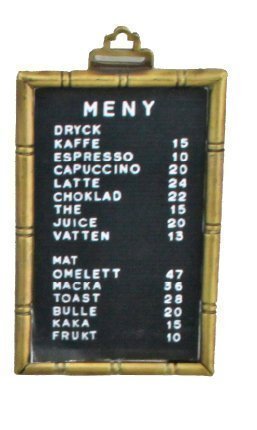 MENY
DRYCK
KAFFE 15
ESPRESSO 10
CAPUCCINO 20
LATTE 24
CHOKLAD 22
THE 15
JUICE 20
VATTEN 13
MAT
OMELETT 47
MACKA 36
TOAST 28
BULLE 20
KAKA 15
FRUKT 10